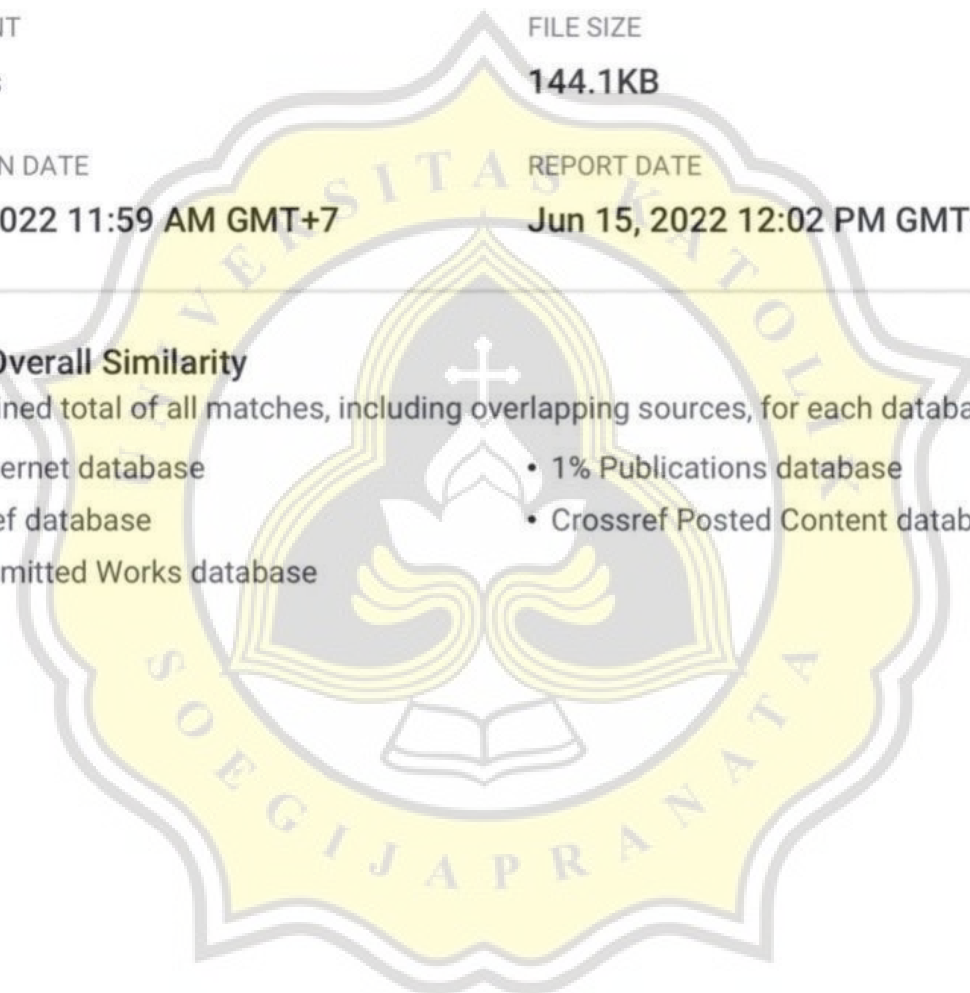 NT
FILE SIZE
144.1KB
N DATE
REPORT DATE
2022 11:59 AM GMT+7
Jun 15, 2022 12:02 PM GMT
Overall Similarity
ined total of all matches, including overlapping sources, for each databa
ernet database
• 1% Publications database
ef database
• Crossref Posted Content datab
mitted Works database
UNIVERSITAS KATOLIK
SOEGIJAPRANATA